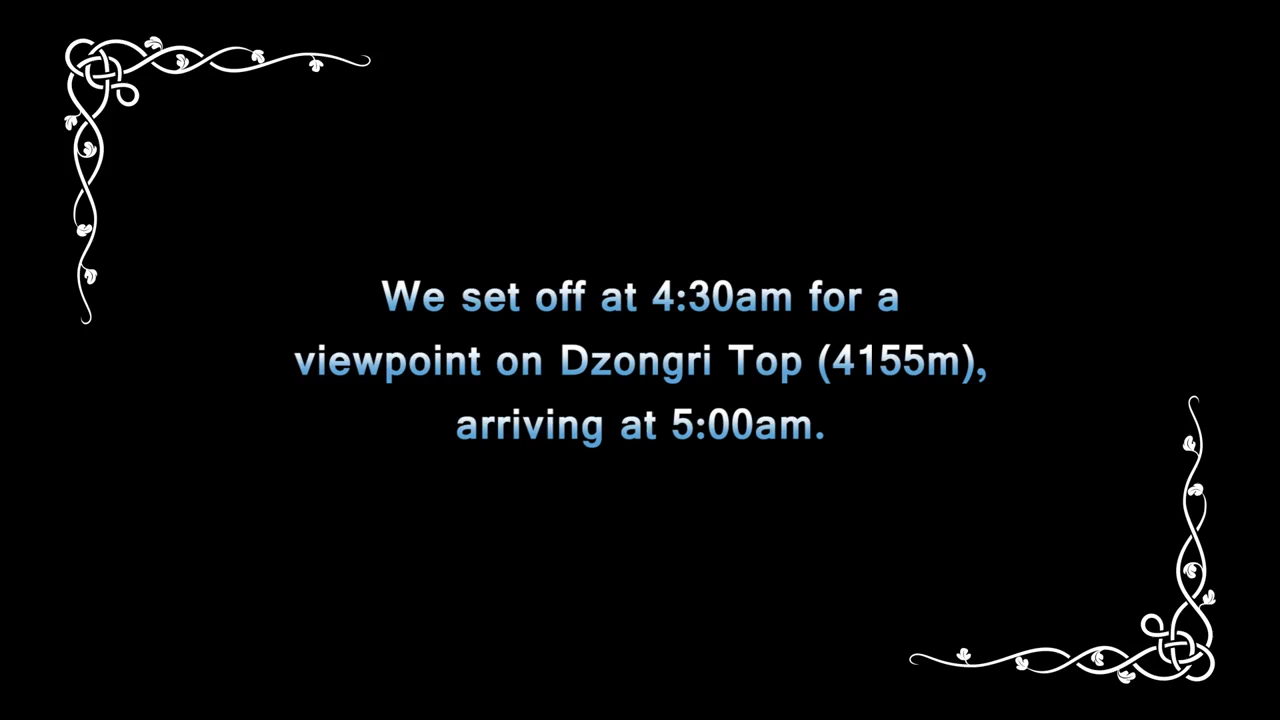 We set off at 4:30am for a
viewpoint on Dzongri Top (4155m),
arriving at 5:00am.